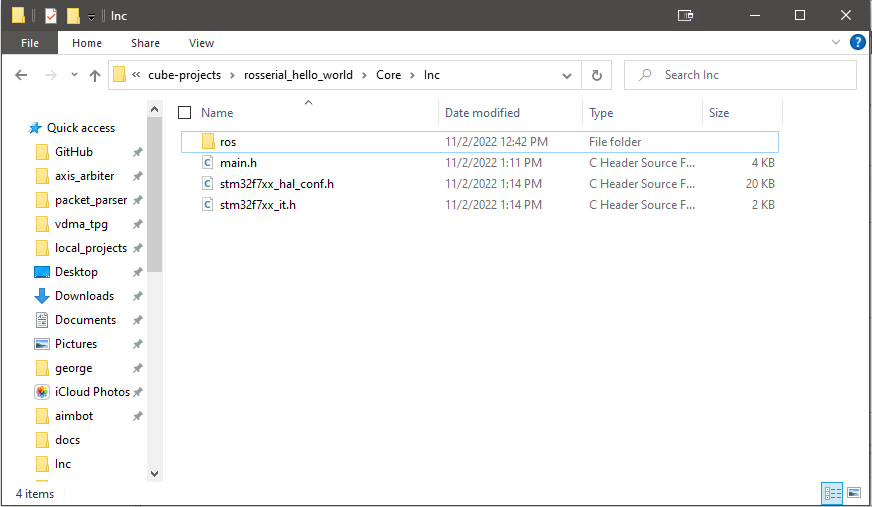 Inc
File Home Share View
« cube-projects > rosserial_hello_world > Core > Inc Search Inc
Name Date modified Type Size
Quick access
GitHub
axis_arbiter
packet_parser
vdma_tpg
local_projects
Desktop
Downloads
Documents
Pictures
george
iCloud Photos
aimbot
docs
Inc
ros 11/2/2022 12:42 PM File folder
main.h 11/2/2022 1:11 PM C Header Source F... 4 KB
stm32f7xx_hal_conf.h 11/2/2022 1:14 PM C Header Source F... 20 KB
stm32f7xx_it.h 11/2/2022 1:14 PM C Header Source F... 2 KB
4 items